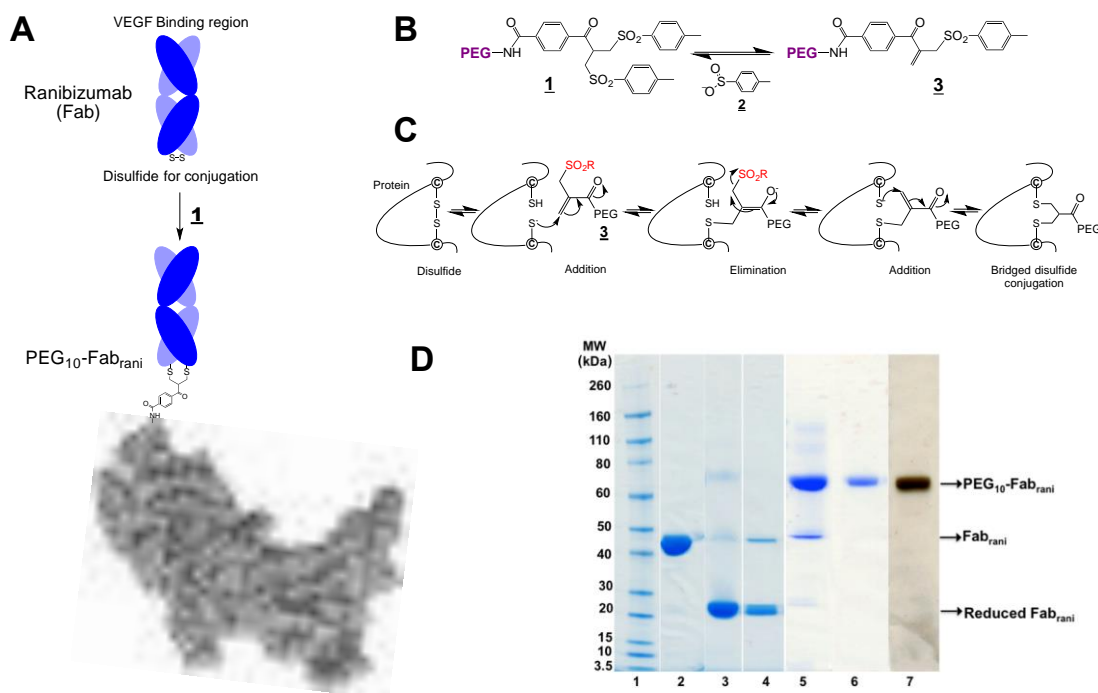 A
VEGF Binding region
Ranibizumab
(Fab)
S-S
Disulfide for conjugation
1
PEG10-Fabrani
S S
O
O
NH
B
O
O
PEG-NH
SO2
SO2
1
O
S
-O
2
O
O
PEG-NH
SO2
3
C
Protein
C
S
S
C
Disulfide
C
SH
S-
C
SO2R
O
PEG
3
Addition
C
SH
S
C
SO2R
O-
PEG
Elimination
C
S-
S
C
O
PEG
Addition
C
S
S
C
O
PEG
Bridged disulfide
conjugation
D
MW
(kDa)
260
160
110
80
60
50
40
30
20
15
10
3.5
1 2 3 4 5 6 7
PEG10-Fabrani
Fabrani
Reduced Fabrani